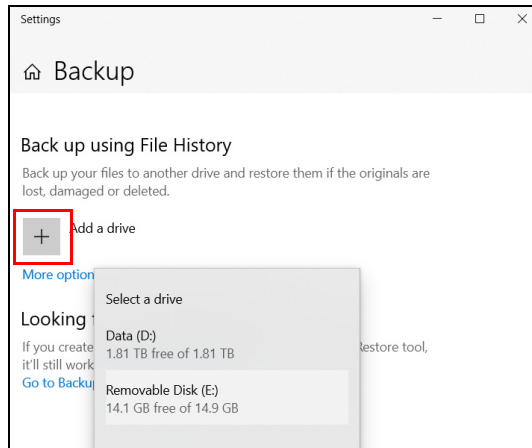 Settings
Backup
Back up using File History
Back up your files to another drive and restore them if the originals are
lost, damaged or deleted.
Add a drive
More option
Select a drive
Looking
Data (D:)
1.81 TB free of 1.81 TB
If you create
Restore tool,
it'll still work
Go to Backu
Removable Disk (E:)
14.1 GB free of 14.9 GB